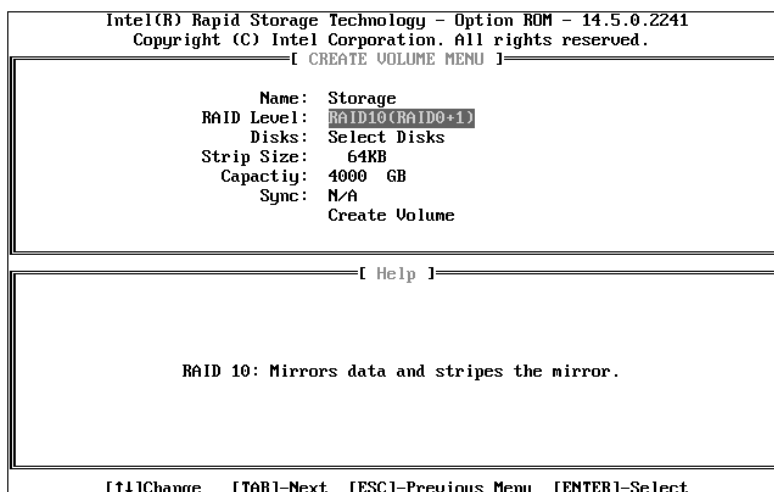 Intel(R) Rapid Storage Technology - Option ROM - 14.5.0.2241
Copyright (C) Intel Corporation. All rights reserved.
[ CREATE VOLUME MENU ]
Name: Storage
RAID Level: RAID10(RAID0+1)
Disks: Select Disks
Strip Size: 64KB
Capactiy: 4000 GB
Sync: N/A
Create Volume
[ Help ]
RAID 10: Mirrors data and stripes the mirror.
[↑↓]Change [TAB]-Next [ESC]-Previous Menu [ENTER]-Select